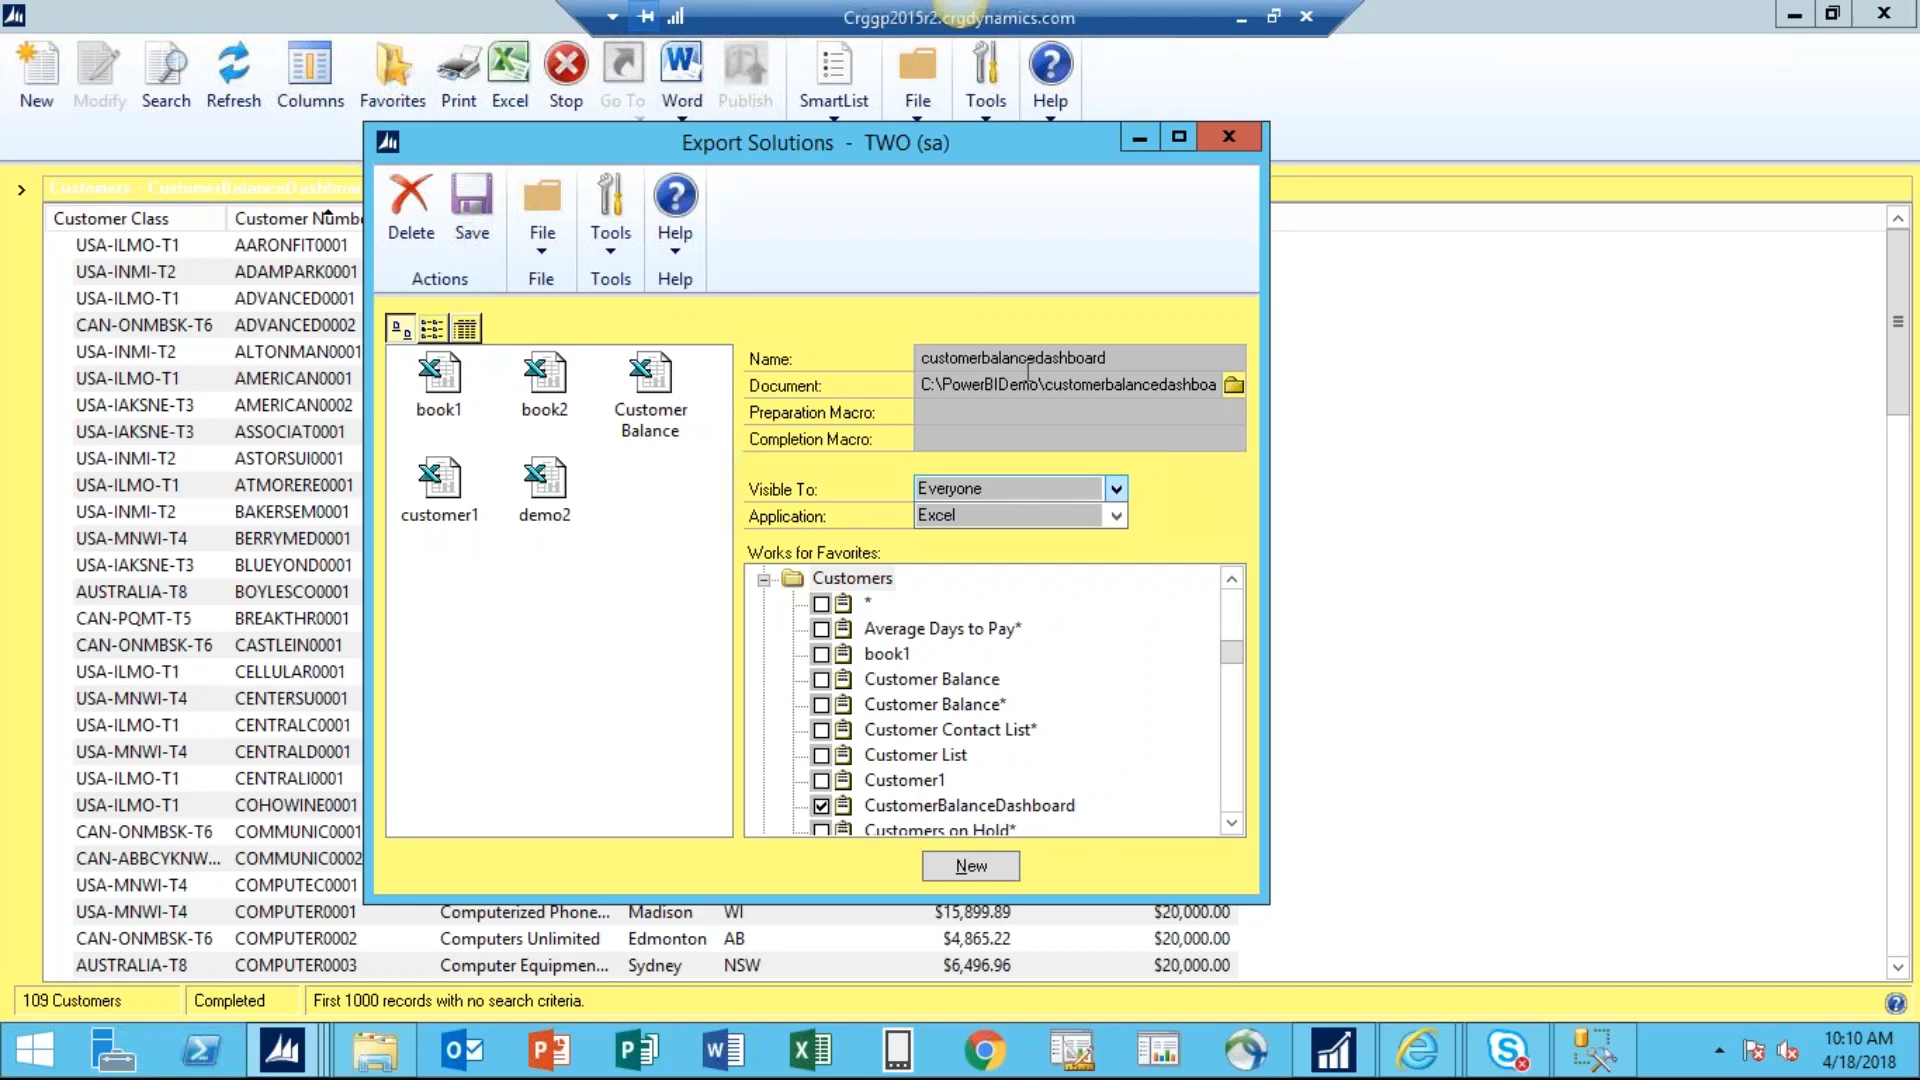 Crggp2015r2.crgdynamics.com
New
Modify
Search
Refresh
Columns
Favorites
Print
Excel
Stop
Go To
Word
Publish
SmartList
File
Tools
Help
Export Solutions - TWO (sa)
Delete
Save
File
Tools
Help
Actions
File
Tools
Help
Customers - CustomerBalanceDashboar
Customer Class Customer Numbe
USA-ILMO-T1 AARONFIT0001
USA-INMI-T2 ADAMPARK0001
USA-ILMO-T1 ADVANCED0001
CAN-ONMBSK-T6 ADVANCED0002
USA-INMI-T2 ALTONMAN0001
USA-ILMO-T1 AMERICAN0001
USA-IAKSNE-T3 AMERICAN0002
USA-IAKSNE-T3 ASSOCIAT0001
USA-INMI-T2 ASTORSUI0001
USA-ILMO-T1 ATMORERE0001
USA-INMI-T2 BAKERSEM0001
USA-MNWI-T4 BERRYMED0001
USA-IAKSNE-T3 BLUEYOND0001
AUSTRALIA-T8 BOYLESCO0001
CAN-PQMT-T5 BREAKTHR0001
CAN-ONMBSK-T6 CASTLEIN0001
USA-ILMO-T1 CELLULAR0001
USA-MNWI-T4 CENTERSU0001
USA-ILMO-T1 CENTRALC0001
USA-MNWI-T4 CENTRALD0001
USA-ILMO-T1 CENTRALI0001
USA-ILMO-T1 COHOWINE0001
CAN-ONMBSK-T6 COMMUNIC0001
CAN-ABBCYKNW... COMMUNIC0002
USA-MNWI-T4 COMPUTEC0001
USA-MNWI-T4 COMPUTER0001 Computerized Phone... Madison WI $15,899.89 $20,000.00
CAN-ONMBSK-T6 COMPUTER0002 Computers Unlimited Edmonton AB $4,865.22 $20,000.00
AUSTRALIA-T8 COMPUTER0003 Computer Equipmen... Sydney NSW $6,496.96 $20,000.00
book1
book2
Customer
Balance
customer1
demo2
Name: customerbalancedashboard
Document: C:\PowerBIDemo\customerbalancedashboa
Preparation Macro:
Completion Macro:
Visible To: Everyone
Application: Excel
Works for Favorites:
Customers
*
Average Days to Pay*
book1
Customer Balance
Customer Balance*
Customer Contact List*
Customer List
Customer1
CustomerBalanceDashboard
Customers on Hold*
New
109 Customers Completed First 1000 records with no search criteria.
10:10 AM
4/18/2018